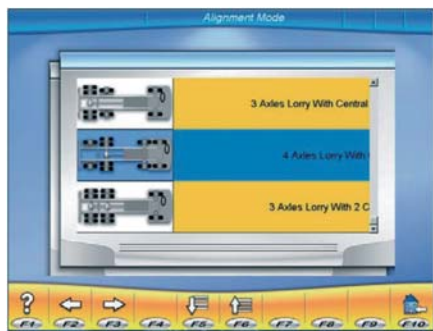 Alignment Mode
3 Axles Lorry With Central
4 Axles Lorry With
3 Axles Lorry With 2 C
F1 F2 F3 F4 F5 F6 F7 F8 F9 F10